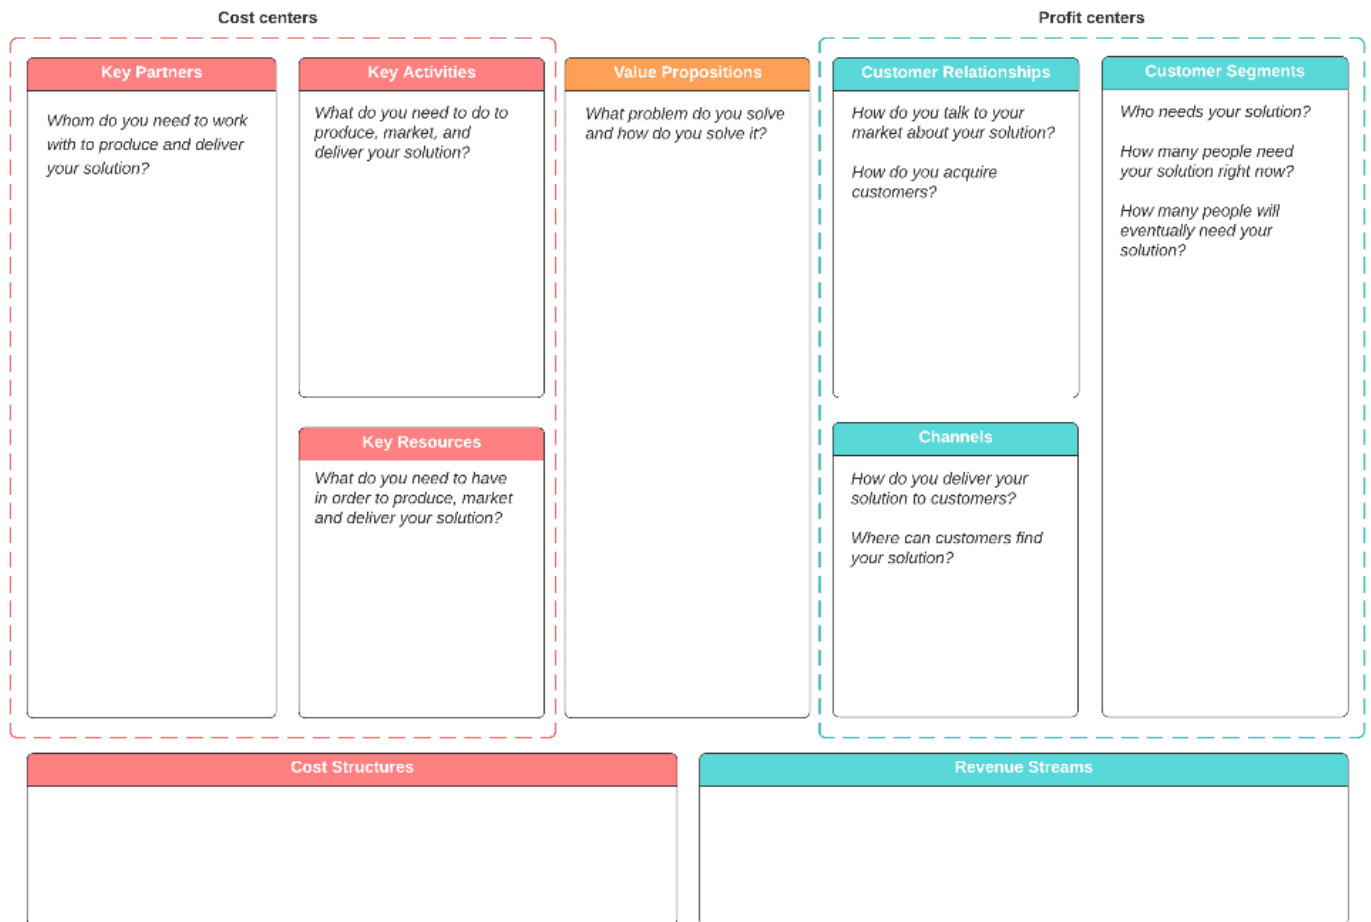 Cost centers
Profit centers
Key Partners
Whom do you need to work
with to produce and deliver
your solution?
Key Activities
What do you need to do to
produce, market, and
deliver your solution?
Key Resources
What do you need to have
in order to produce, market
and deliver your solution?
Value Propositions
What problem do you solve
and how do you solve it?
Customer Relationships
How do you talk to your
market about your solution?
How do you acquire
customers?
Channels
How do you deliver your
solution to customers?
Where can customers find
your solution?
Customer Segments
Who needs your solution?
How many people need
your solution right now?
How many people will
eventually need your
solution?
Cost Structures
Revenue Streams